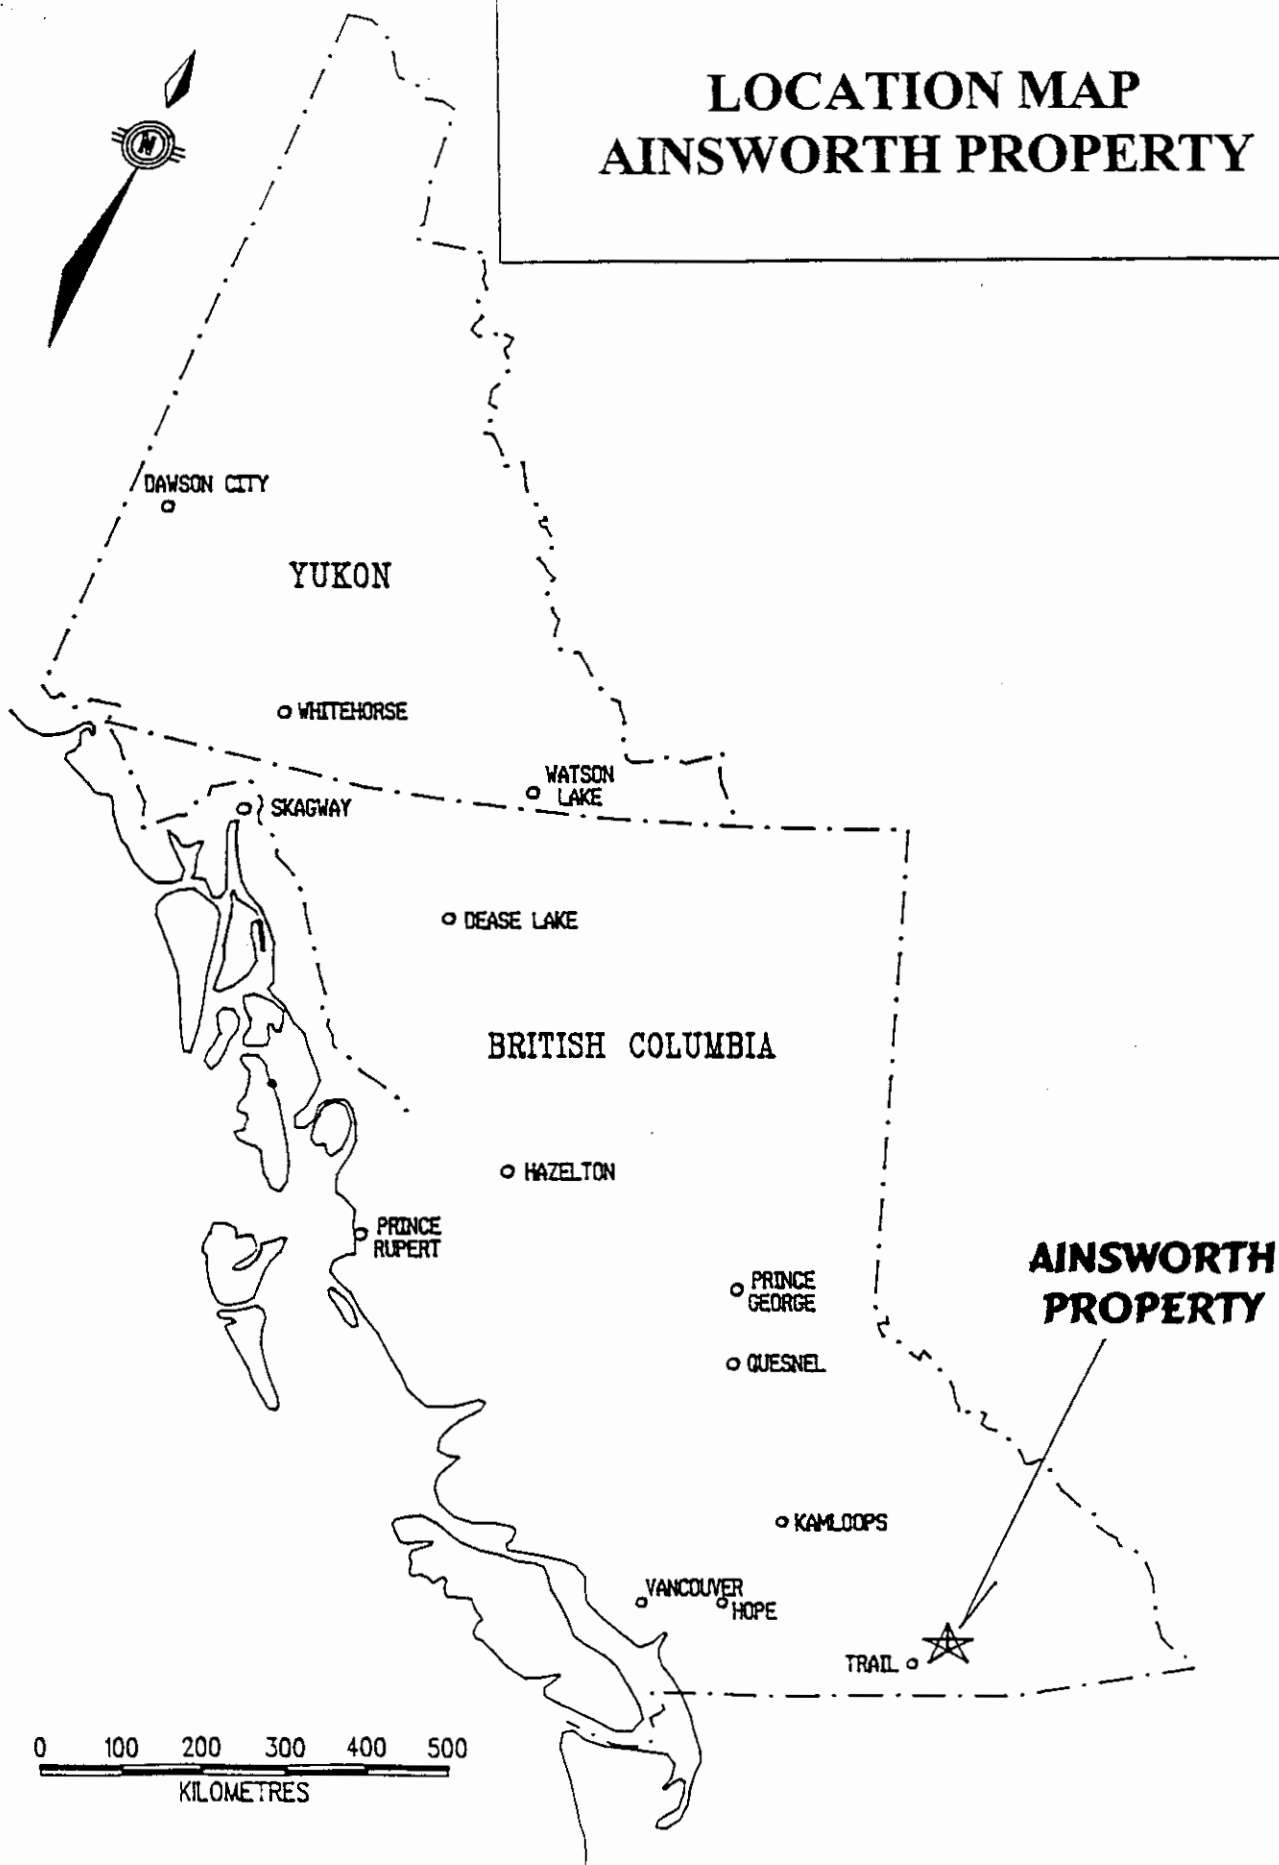 LOCATION MAP
AINSWORTH PROPERTY
N
DAWSON CITY
YUKON
WHITEHORSE
WATSON
LAKE
SKAGWAY
DEASE LAKE
BRITISH COLUMBIA
HAZELTON
PRINCE
RUPERT
AINSWORTH
PROPERTY
PRINCE
GEORGE
QUESNEL
KAMLOOPS
VANCOUVER
HOPE
TRAIL
0 100 200 300 400 500
KILOMETRES